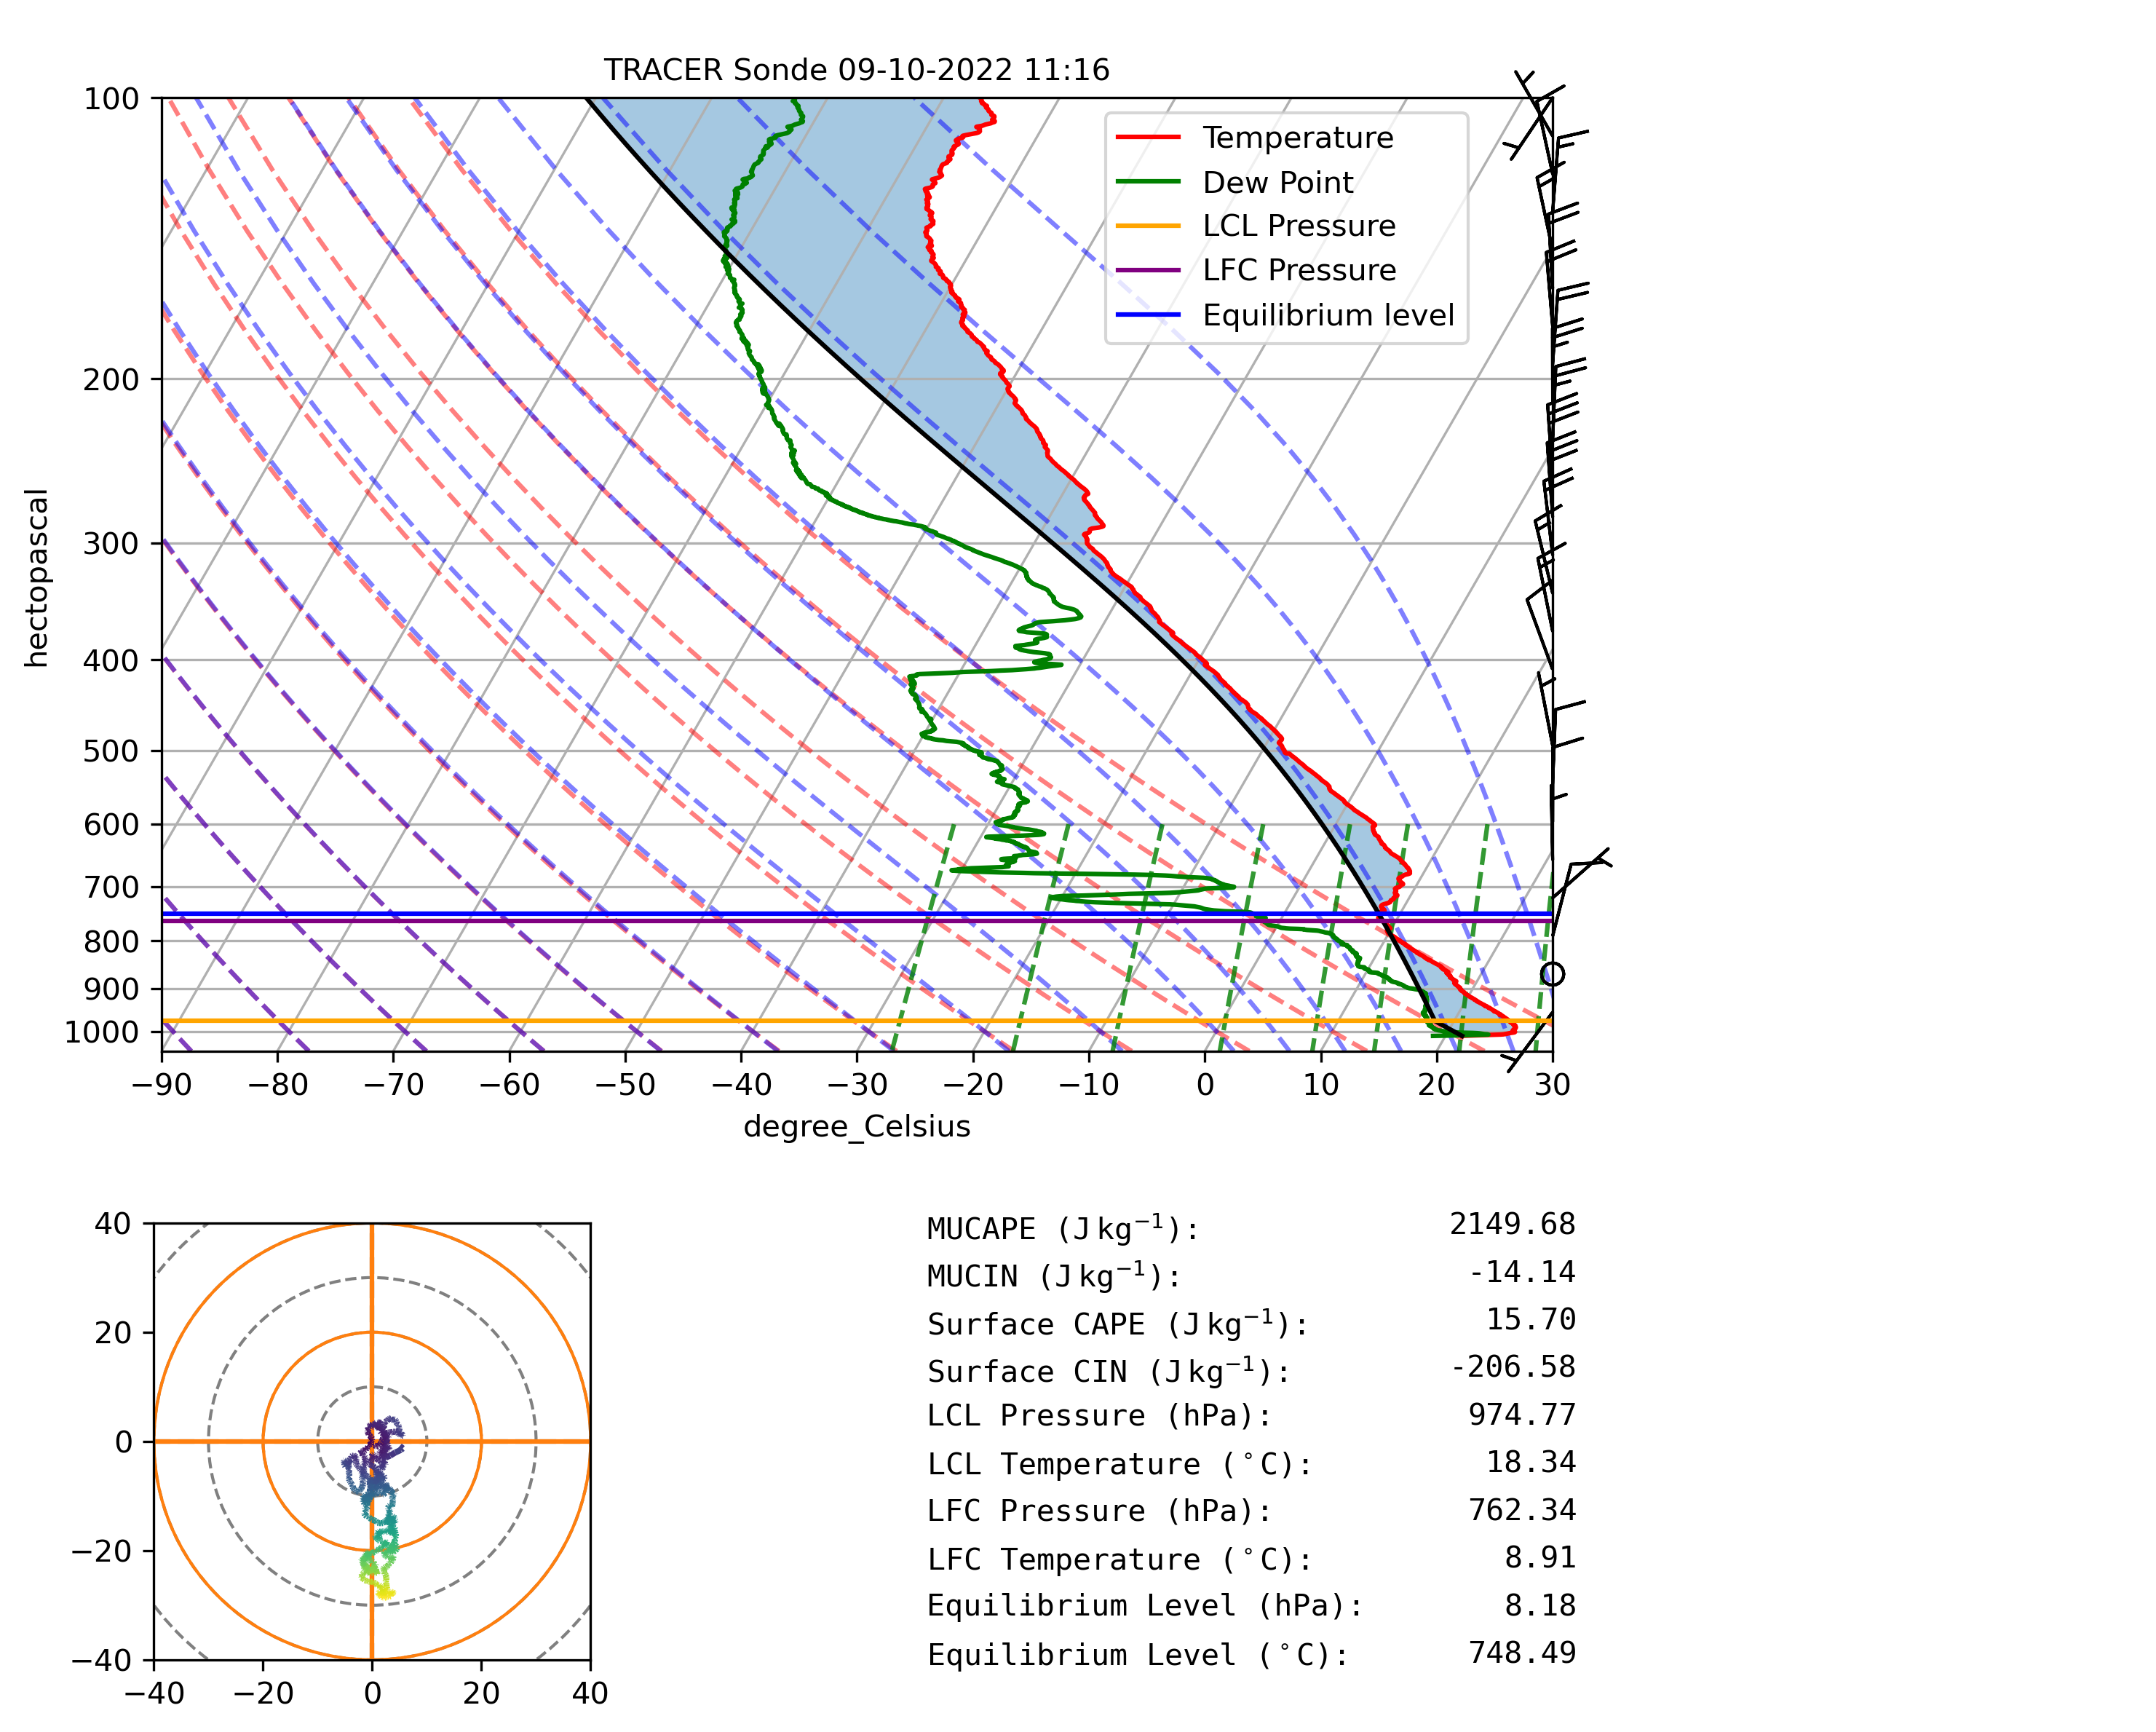 TRACER Sonde 09-10-2022 11:16
100
200
300
400
500
600
700
800
900
1000
hectopascal
Temperature
Dew Point
LCL Pressure
LFC Pressure
Equilibrium level
−90 −80 −70 −60 −50 −40 −30 −20 −10 0 10 20 30
degree_Celsius
40
20
0
−20
−40
−40 −20 0 20 40
MUCAPE (J kg⁻¹): 2149.68
MUCIN (J kg⁻¹): -14.14
Surface CAPE (J kg⁻¹): 15.70
Surface CIN (J kg⁻¹): -206.58
LCL Pressure (hPa): 974.77
LCL Temperature (°C): 18.34
LFC Pressure (hPa): 762.34
LFC Temperature (°C): 8.91
Equilibrium Level (hPa): 8.18
Equilibrium Level (°C): 748.49